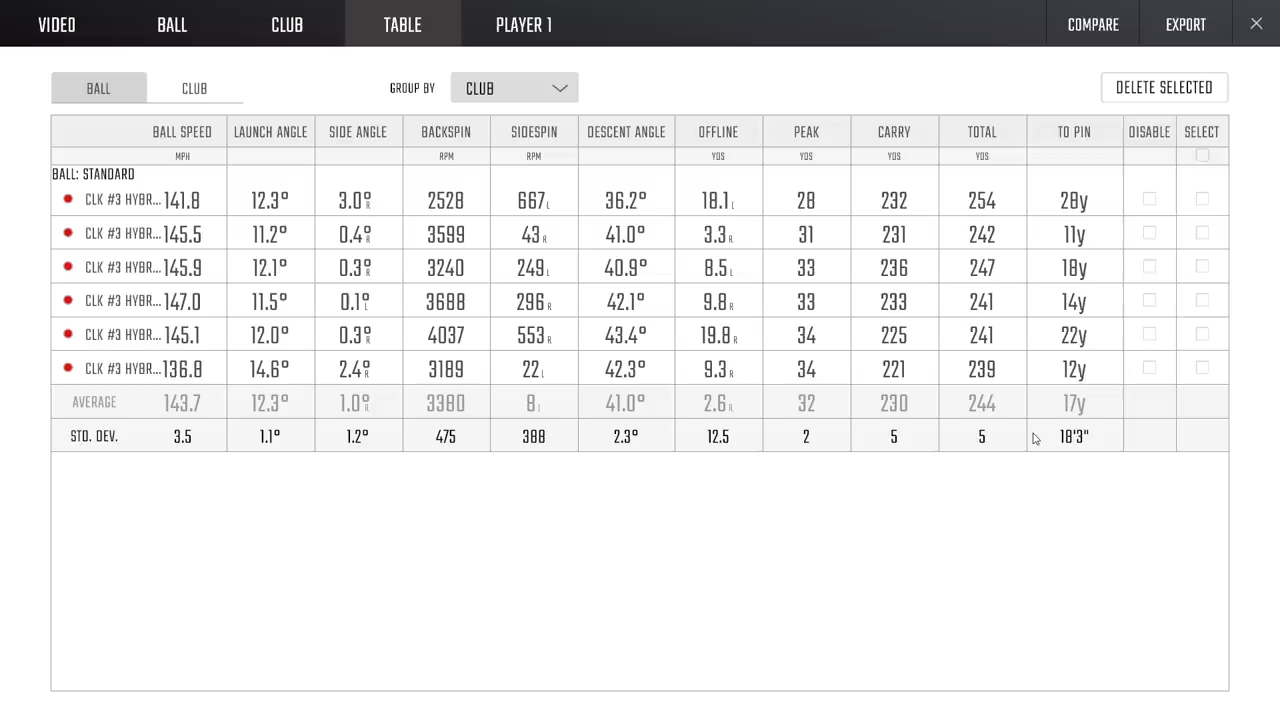 VIDEO BALL CLUB TABLE PLAYER 1 COMPARE EXPORT
BALL CLUB GROUP BY CLUB DELETE SELECTED
BALL SPEED LAUNCH ANGLE SIDE ANGLE BACKSPIN SIDESPIN DESCENT ANGLE OFFLINE PEAK CARRY TOTAL TO PIN DISABLE SELECT
MPH RPM RPM YDS YDS YDS YDS
BALL: STANDARD
CLK #3 HYBR... 141.8 12.3° 3.0° R 2528 667 L 36.2° 18.1 L 28 232 254 28y
CLK #3 HYBR... 145.5 11.2° 0.4° R 3599 43 R 41.0° 3.3 R 31 231 242 11y
CLK #3 HYBR... 145.9 12.1° 0.3° R 3240 249 L 40.9° 8.5 L 33 236 247 18y
CLK #3 HYBR... 147.0 11.5° 0.1° L 3688 296 R 42.1° 9.8 R 33 233 241 14y
CLK #3 HYBR... 145.1 12.0° 0.3° R 4037 553 R 43.4° 19.8 R 34 225 241 22y
CLK #3 HYBR... 136.8 14.6° 2.4° R 3189 22 L 42.3° 9.3 R 34 221 239 12y
AVERAGE 143.7 12.3° 1.0° R 3380 8 L 41.0° 2.6 R 32 230 244 17y
STD. DEV. 3.5 1.1° 1.2° 475 388 2.3° 12.5 2 5 5 18'3"